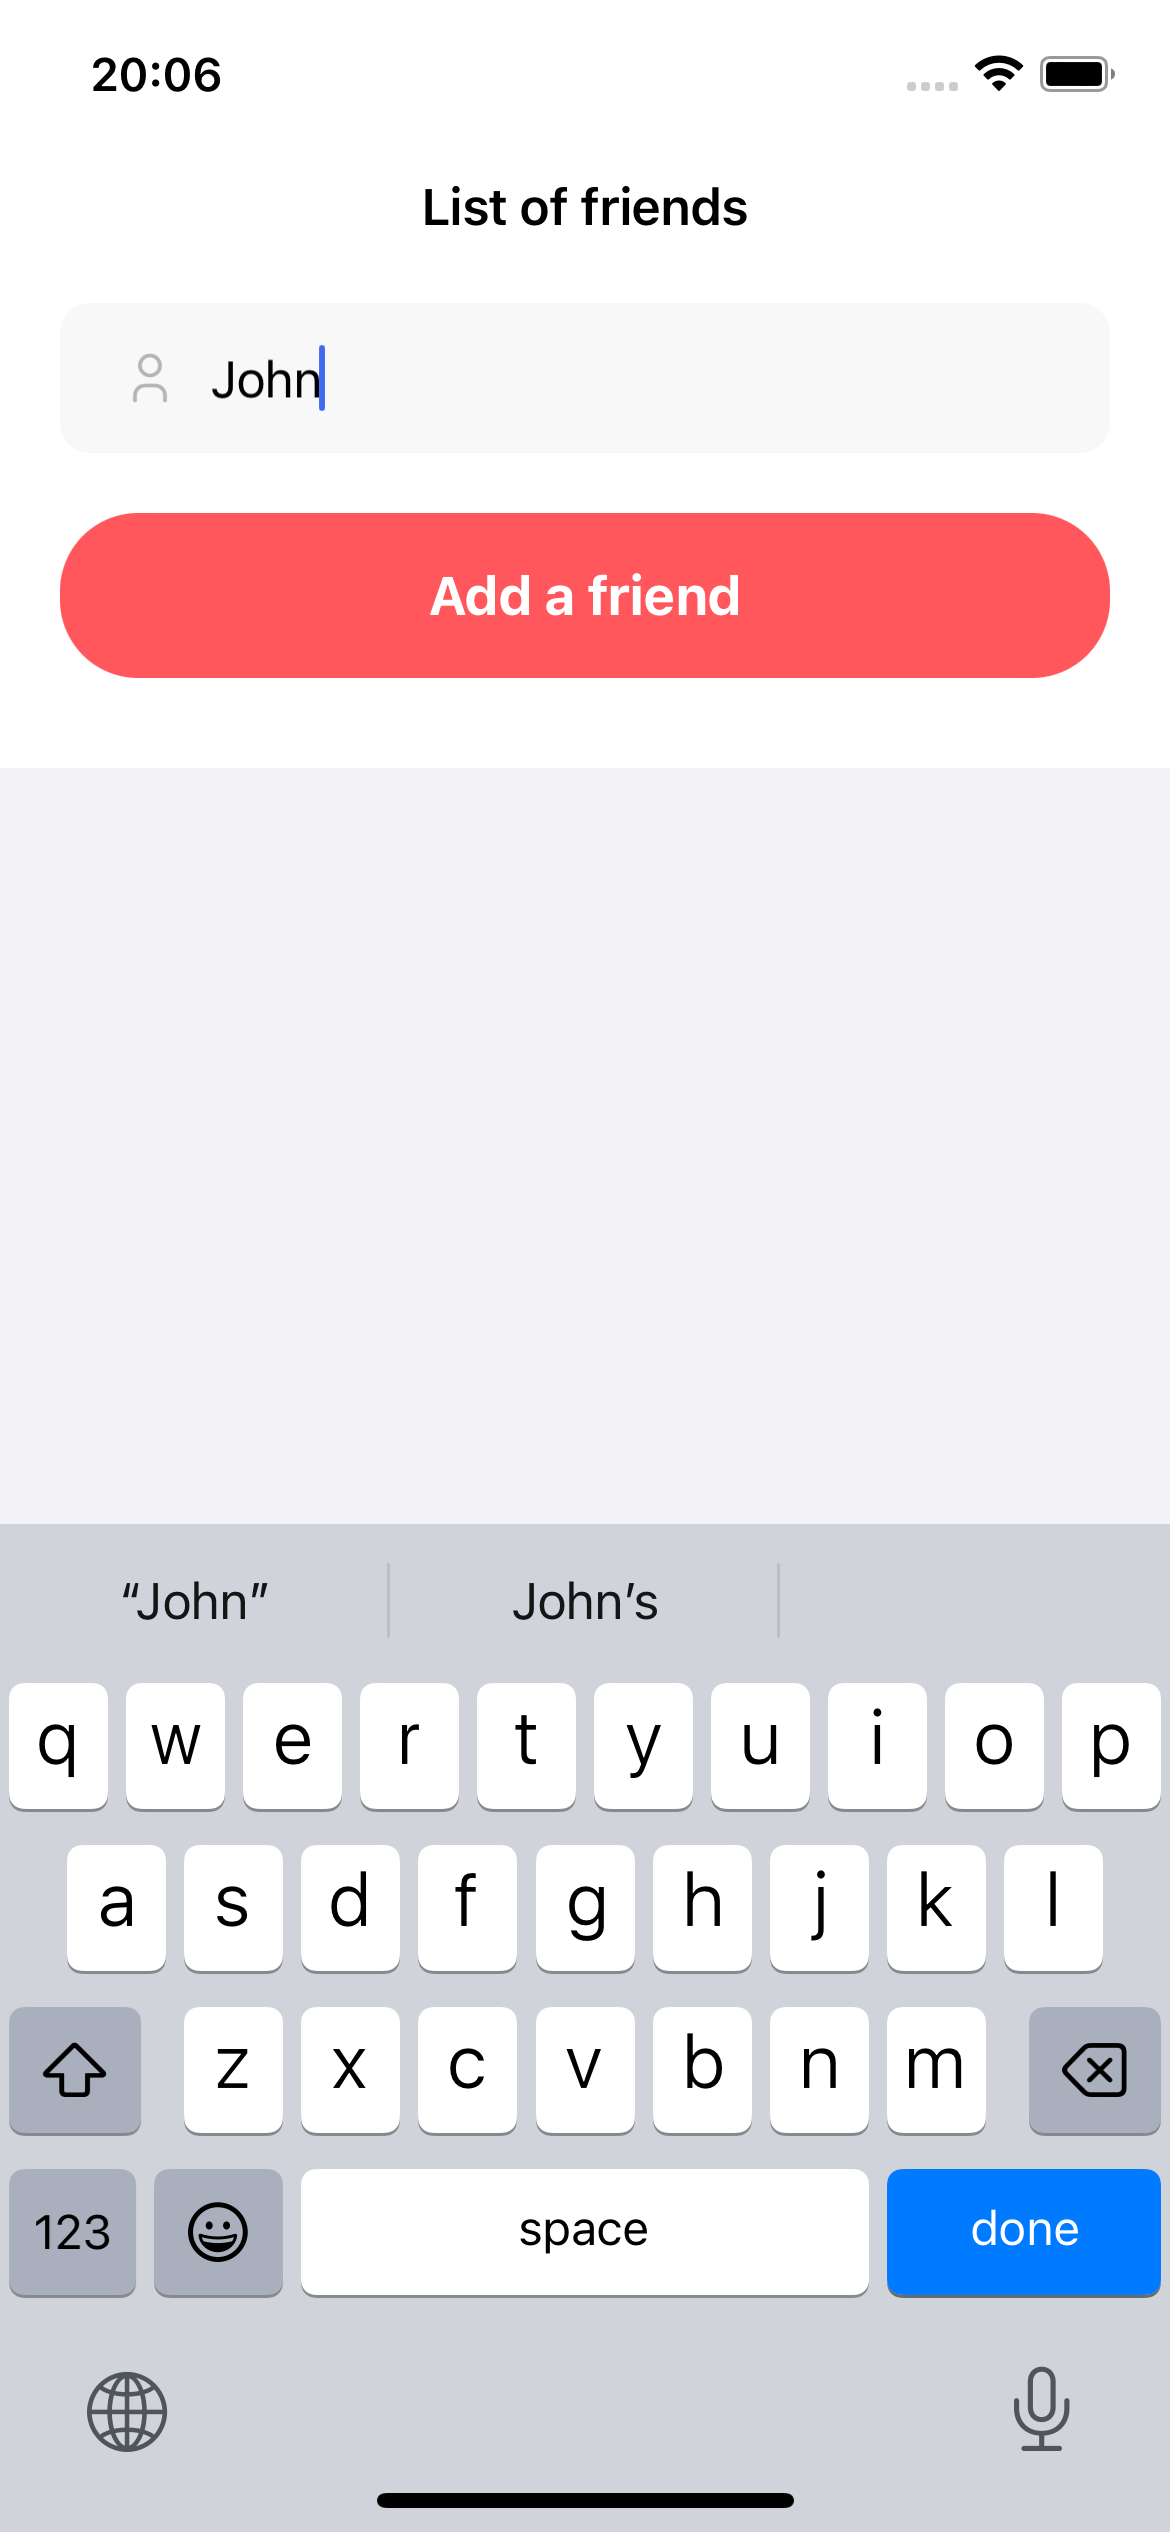 20:06
List of friends
John
Add a friend
“John” John’s
q w e r t y u i o p
a s d f g h j k l
z x c v b n m
123 space done